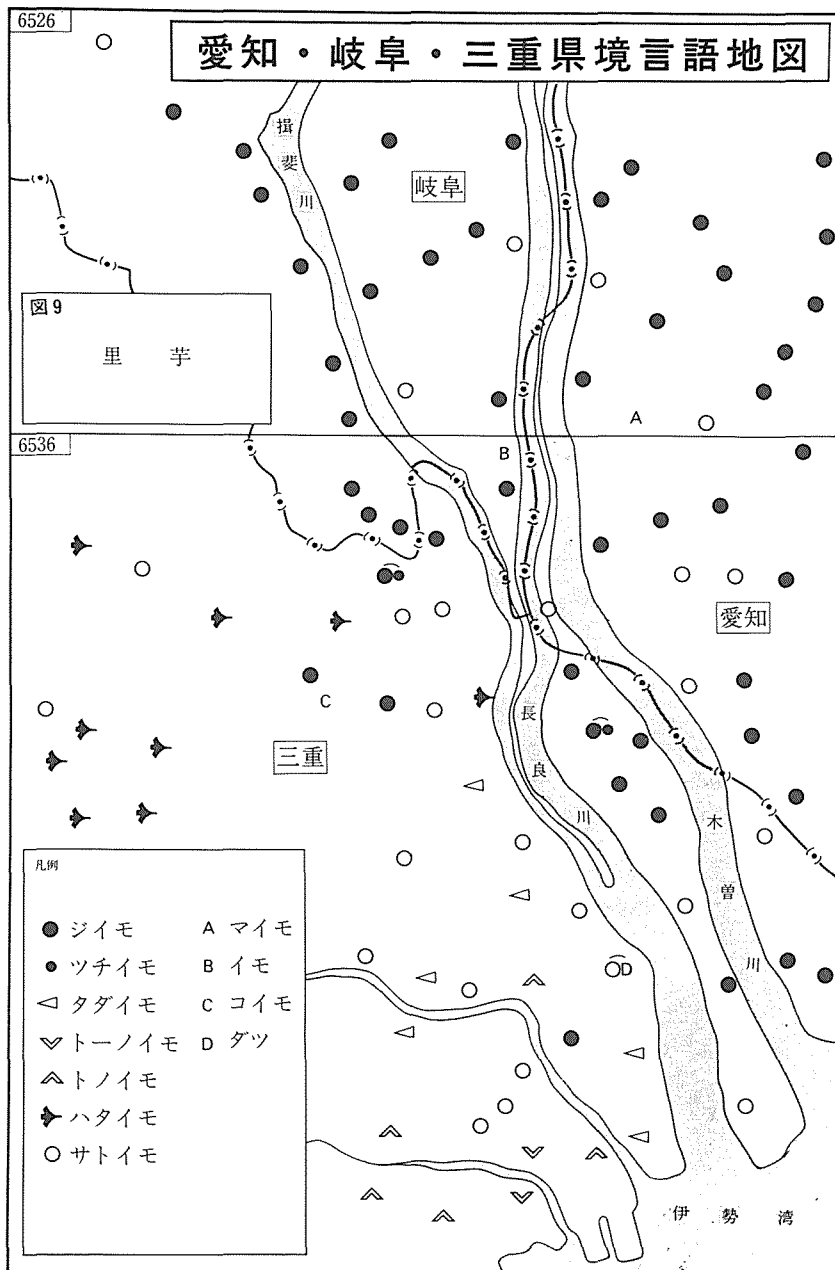 6526
愛知・岐阜・三重県境言語地図
揖斐川
岐阜
図9
里芋
6536
A
B
愛知
C
三重
長良川
木曽川
D
凡例
ジイモ
ツチイモ
タダイモ
トーノイモ
トノイモ
ハタイモ
サトイモ
A マイモ
B イモ
C コイモ
D ダツ
伊勢湾